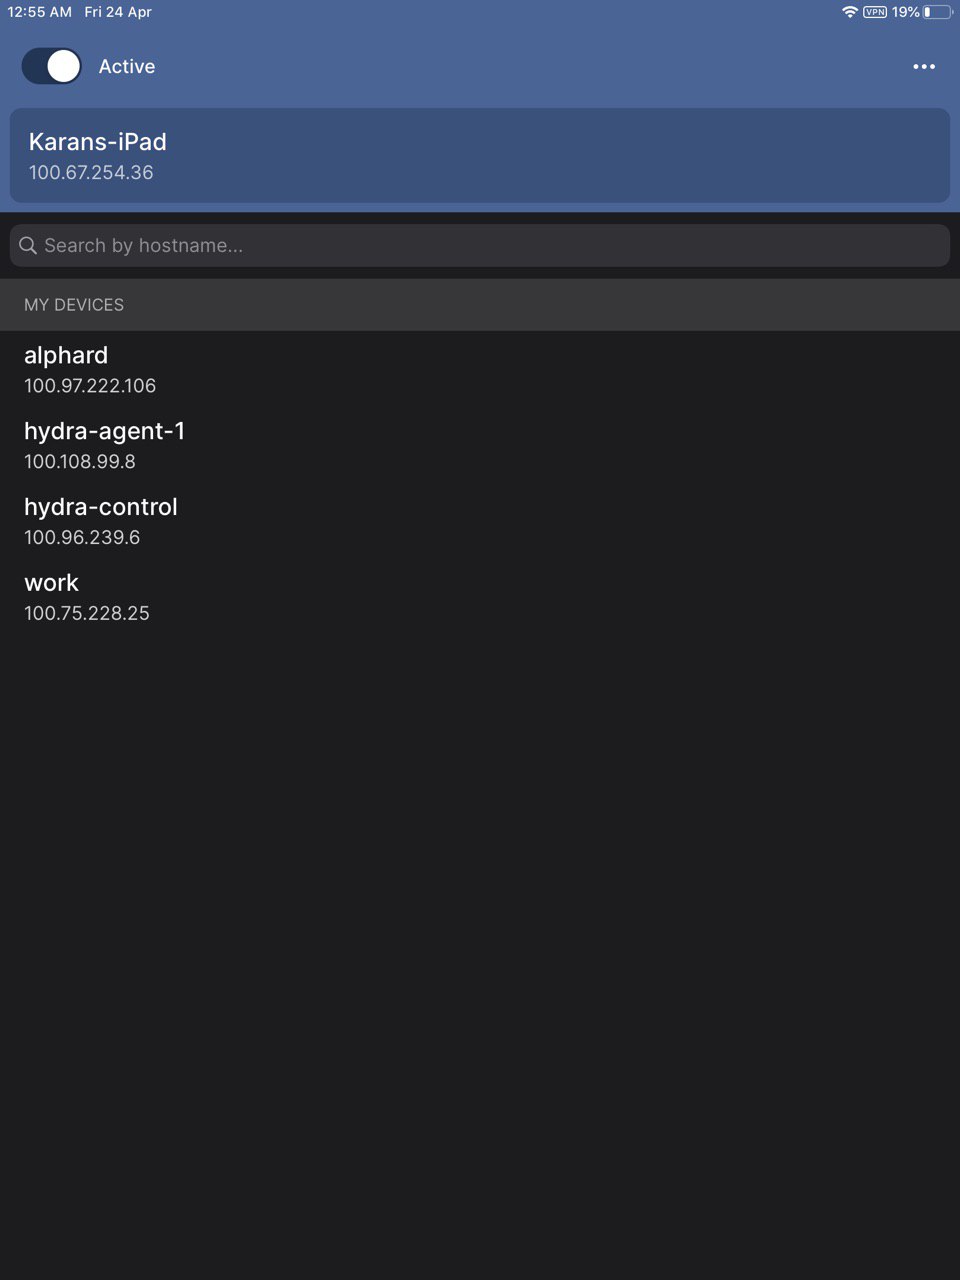 12:55 AM Fri 24 Apr VPN 19%
Active
Karans-iPad
100.67.254.36
Search by hostname...
MY DEVICES
alphard
100.97.222.106
hydra-agent-1
100.108.99.8
hydra-control
100.96.239.6
work
100.75.228.25